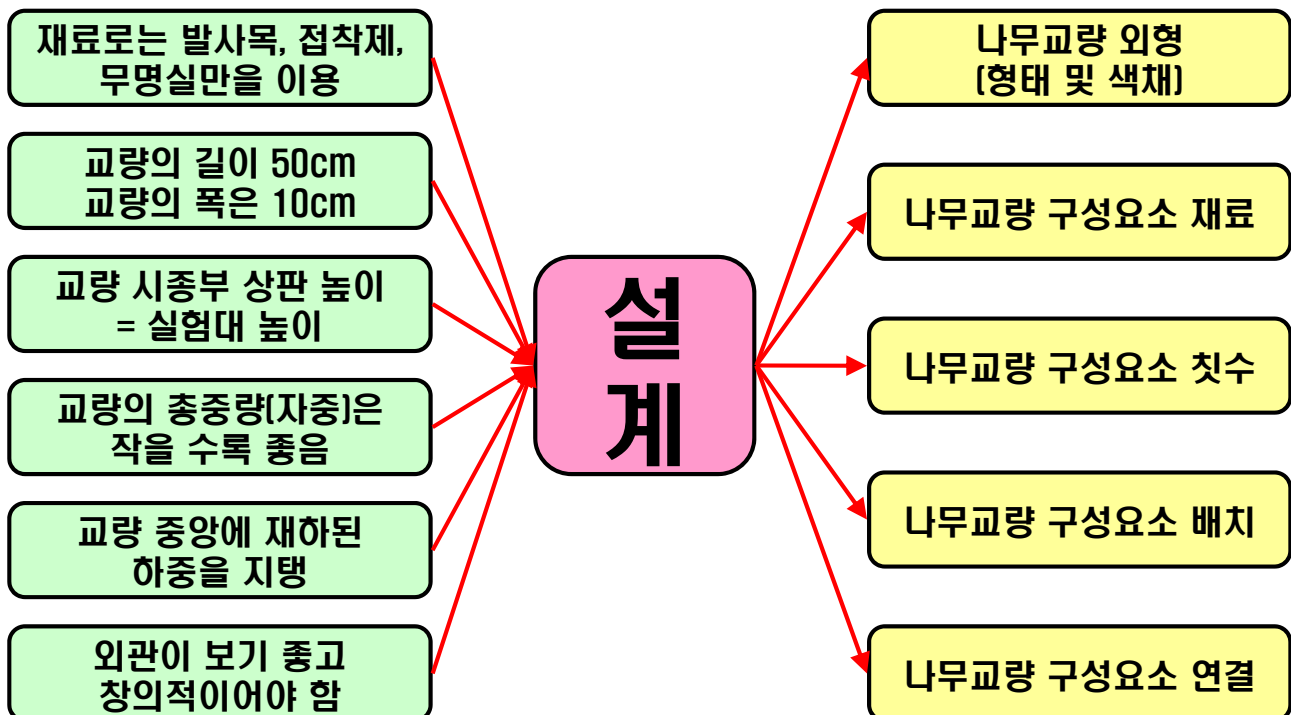 재료로는 발사목, 접착제,
무명실만을 이용
교량의 길이 50cm
교량의 폭은 10cm
교량 시종부 상판 높이
= 실험대 높이
교량의 총중량(자중)은
작을 수록 좋음
교량 중앙에 재하된
하중을 지탱
외관이 보기 좋고
창의적이어야 함
설
계
나무교량 외형
(형태 및 색채)
나무교량 구성요소 재료
나무교량 구성요소 칫수
나무교량 구성요소 배치
나무교량 구성요소 연결